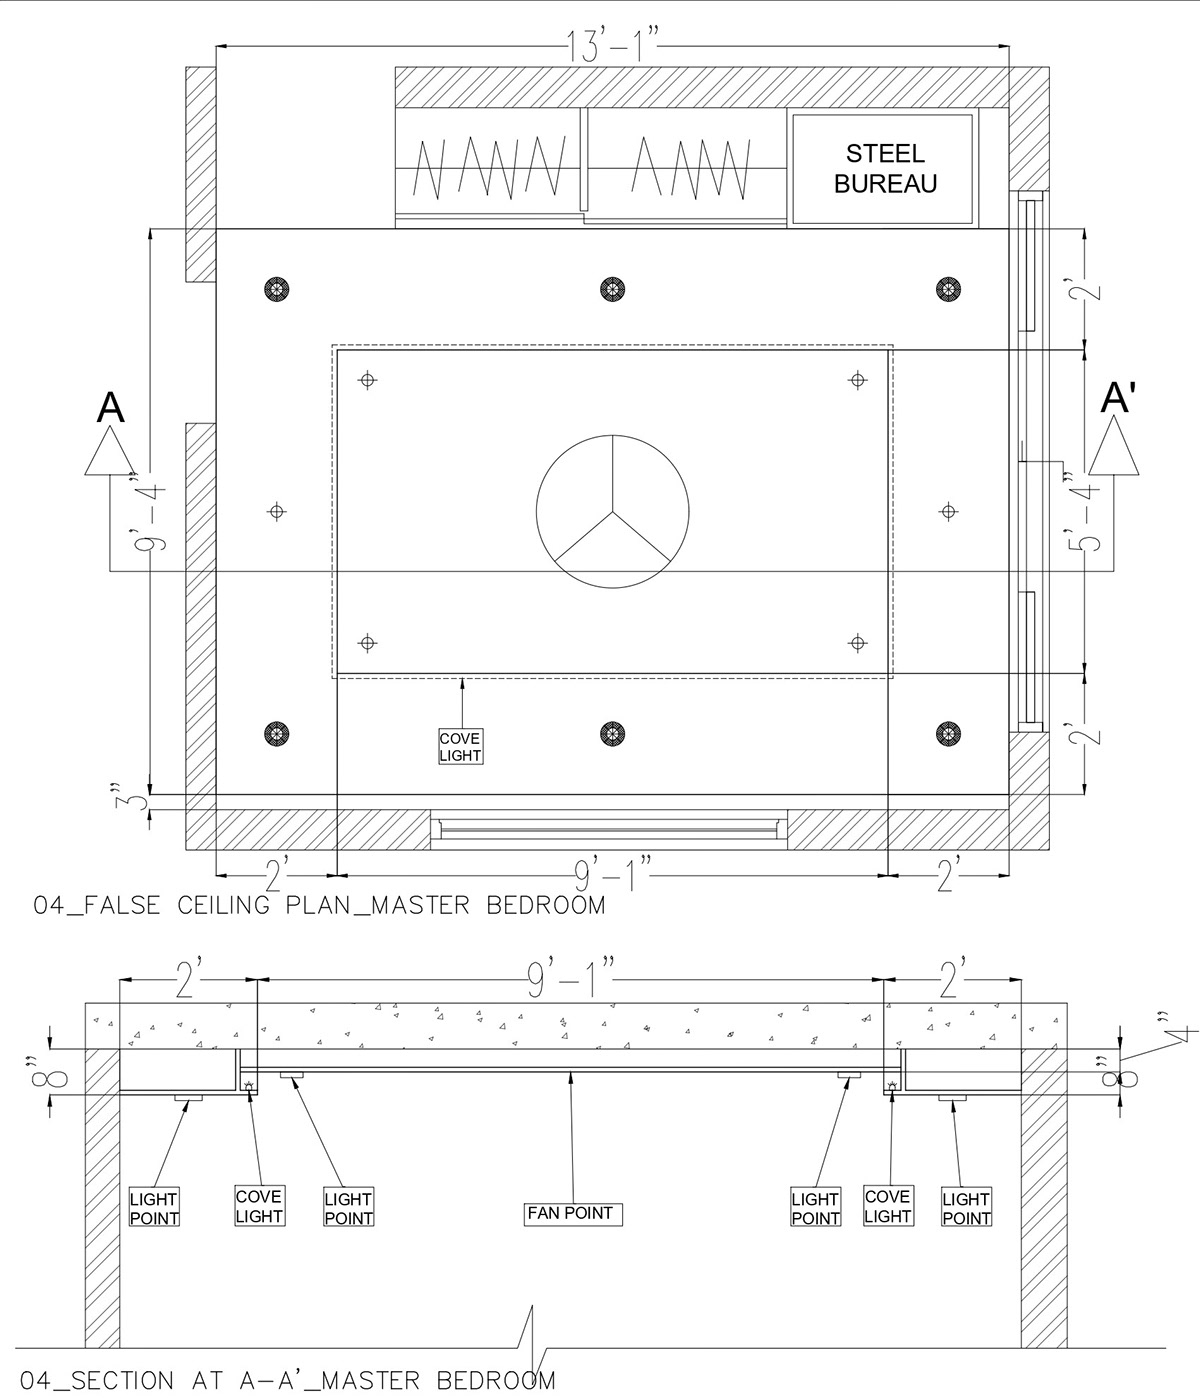 13'-1"
STEEL
BUREAU
2'
A
A'
9'-4"
5'-4"
COVE
LIGHT
2'
3"
2'
9'-1"
2'
04_FALSE CEILING PLAN_MASTER BEDROOM
2'
9'-1"
2'
4"
8"
8"
LIGHT
POINT
COVE
LIGHT
LIGHT
POINT
FAN POINT
LIGHT
POINT
COVE
LIGHT
LIGHT
POINT
04_SECTION AT A-A'_MASTER BEDROOM